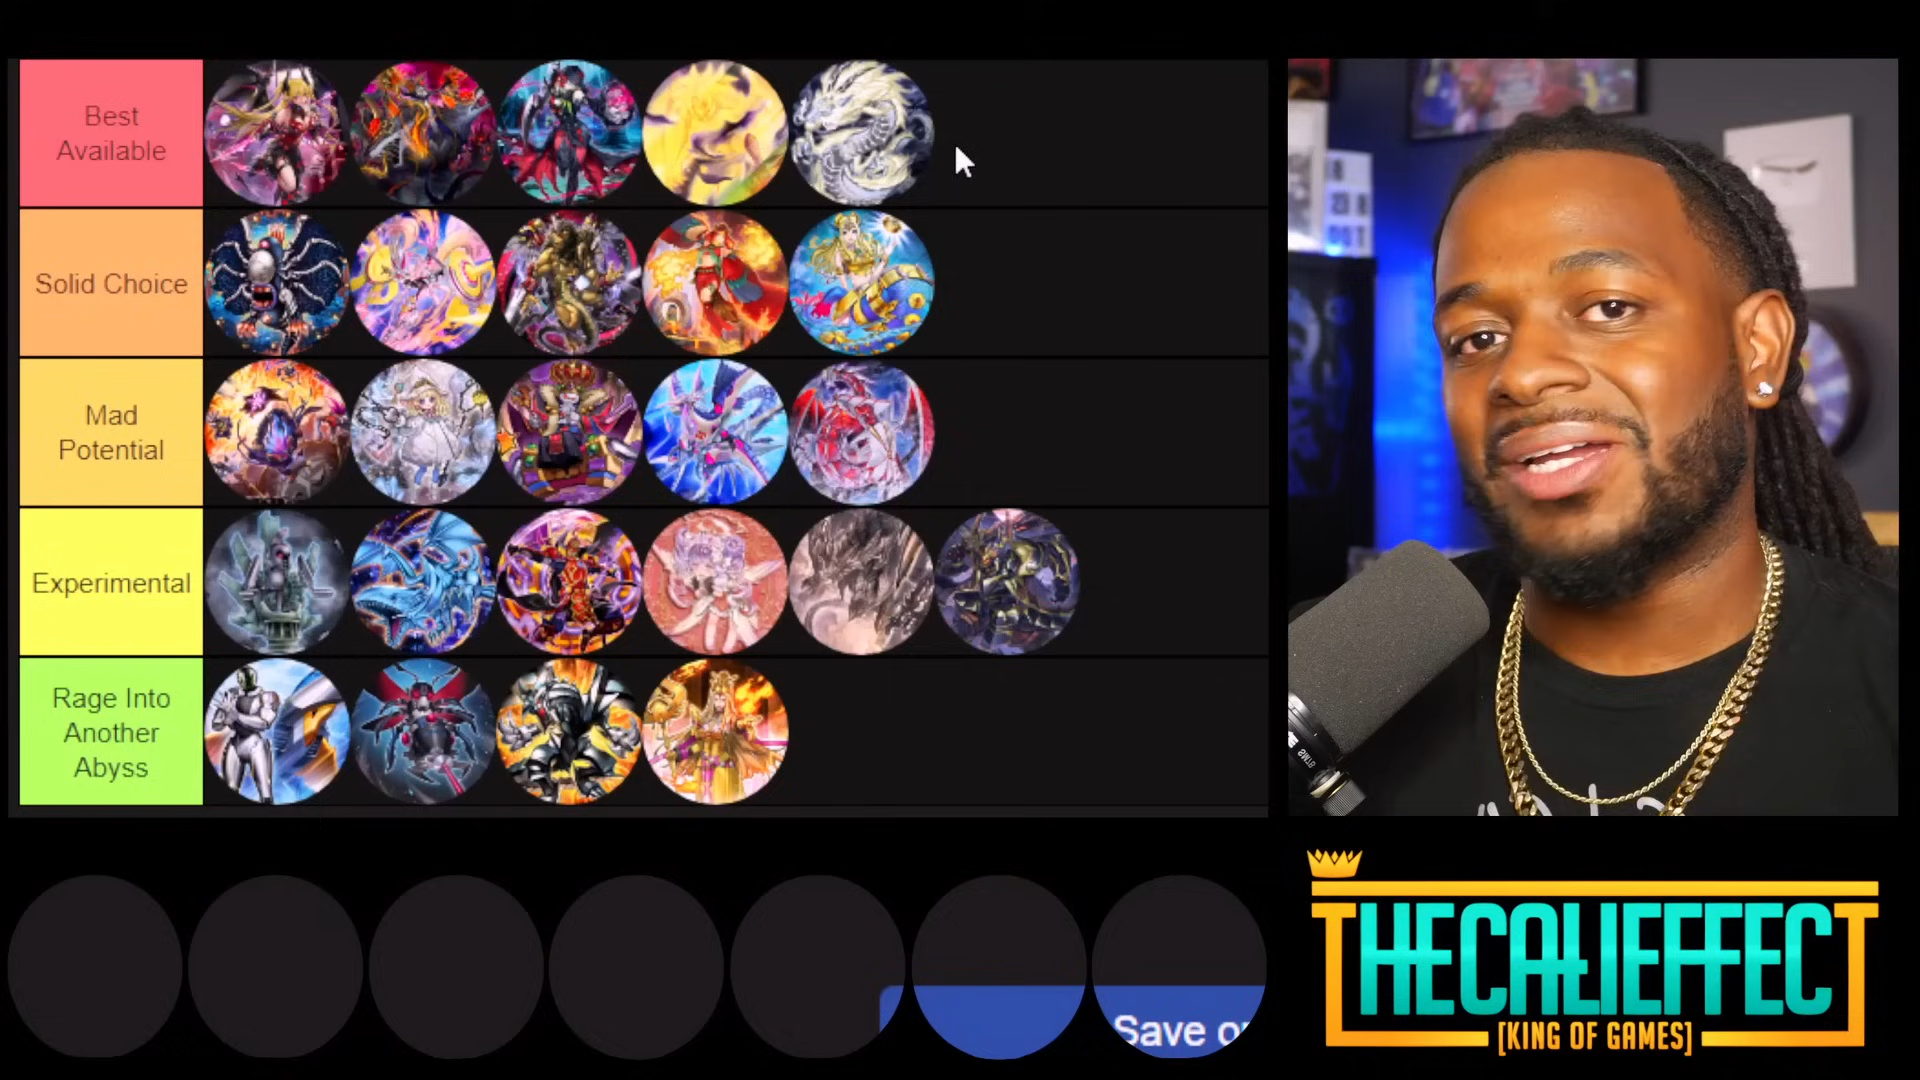 Best
Available
Solid Choice
Mad
Potential
Experimental
Rage Into
Another
Abyss
Save
THECALIEFFECT
[KING OF GAMES]